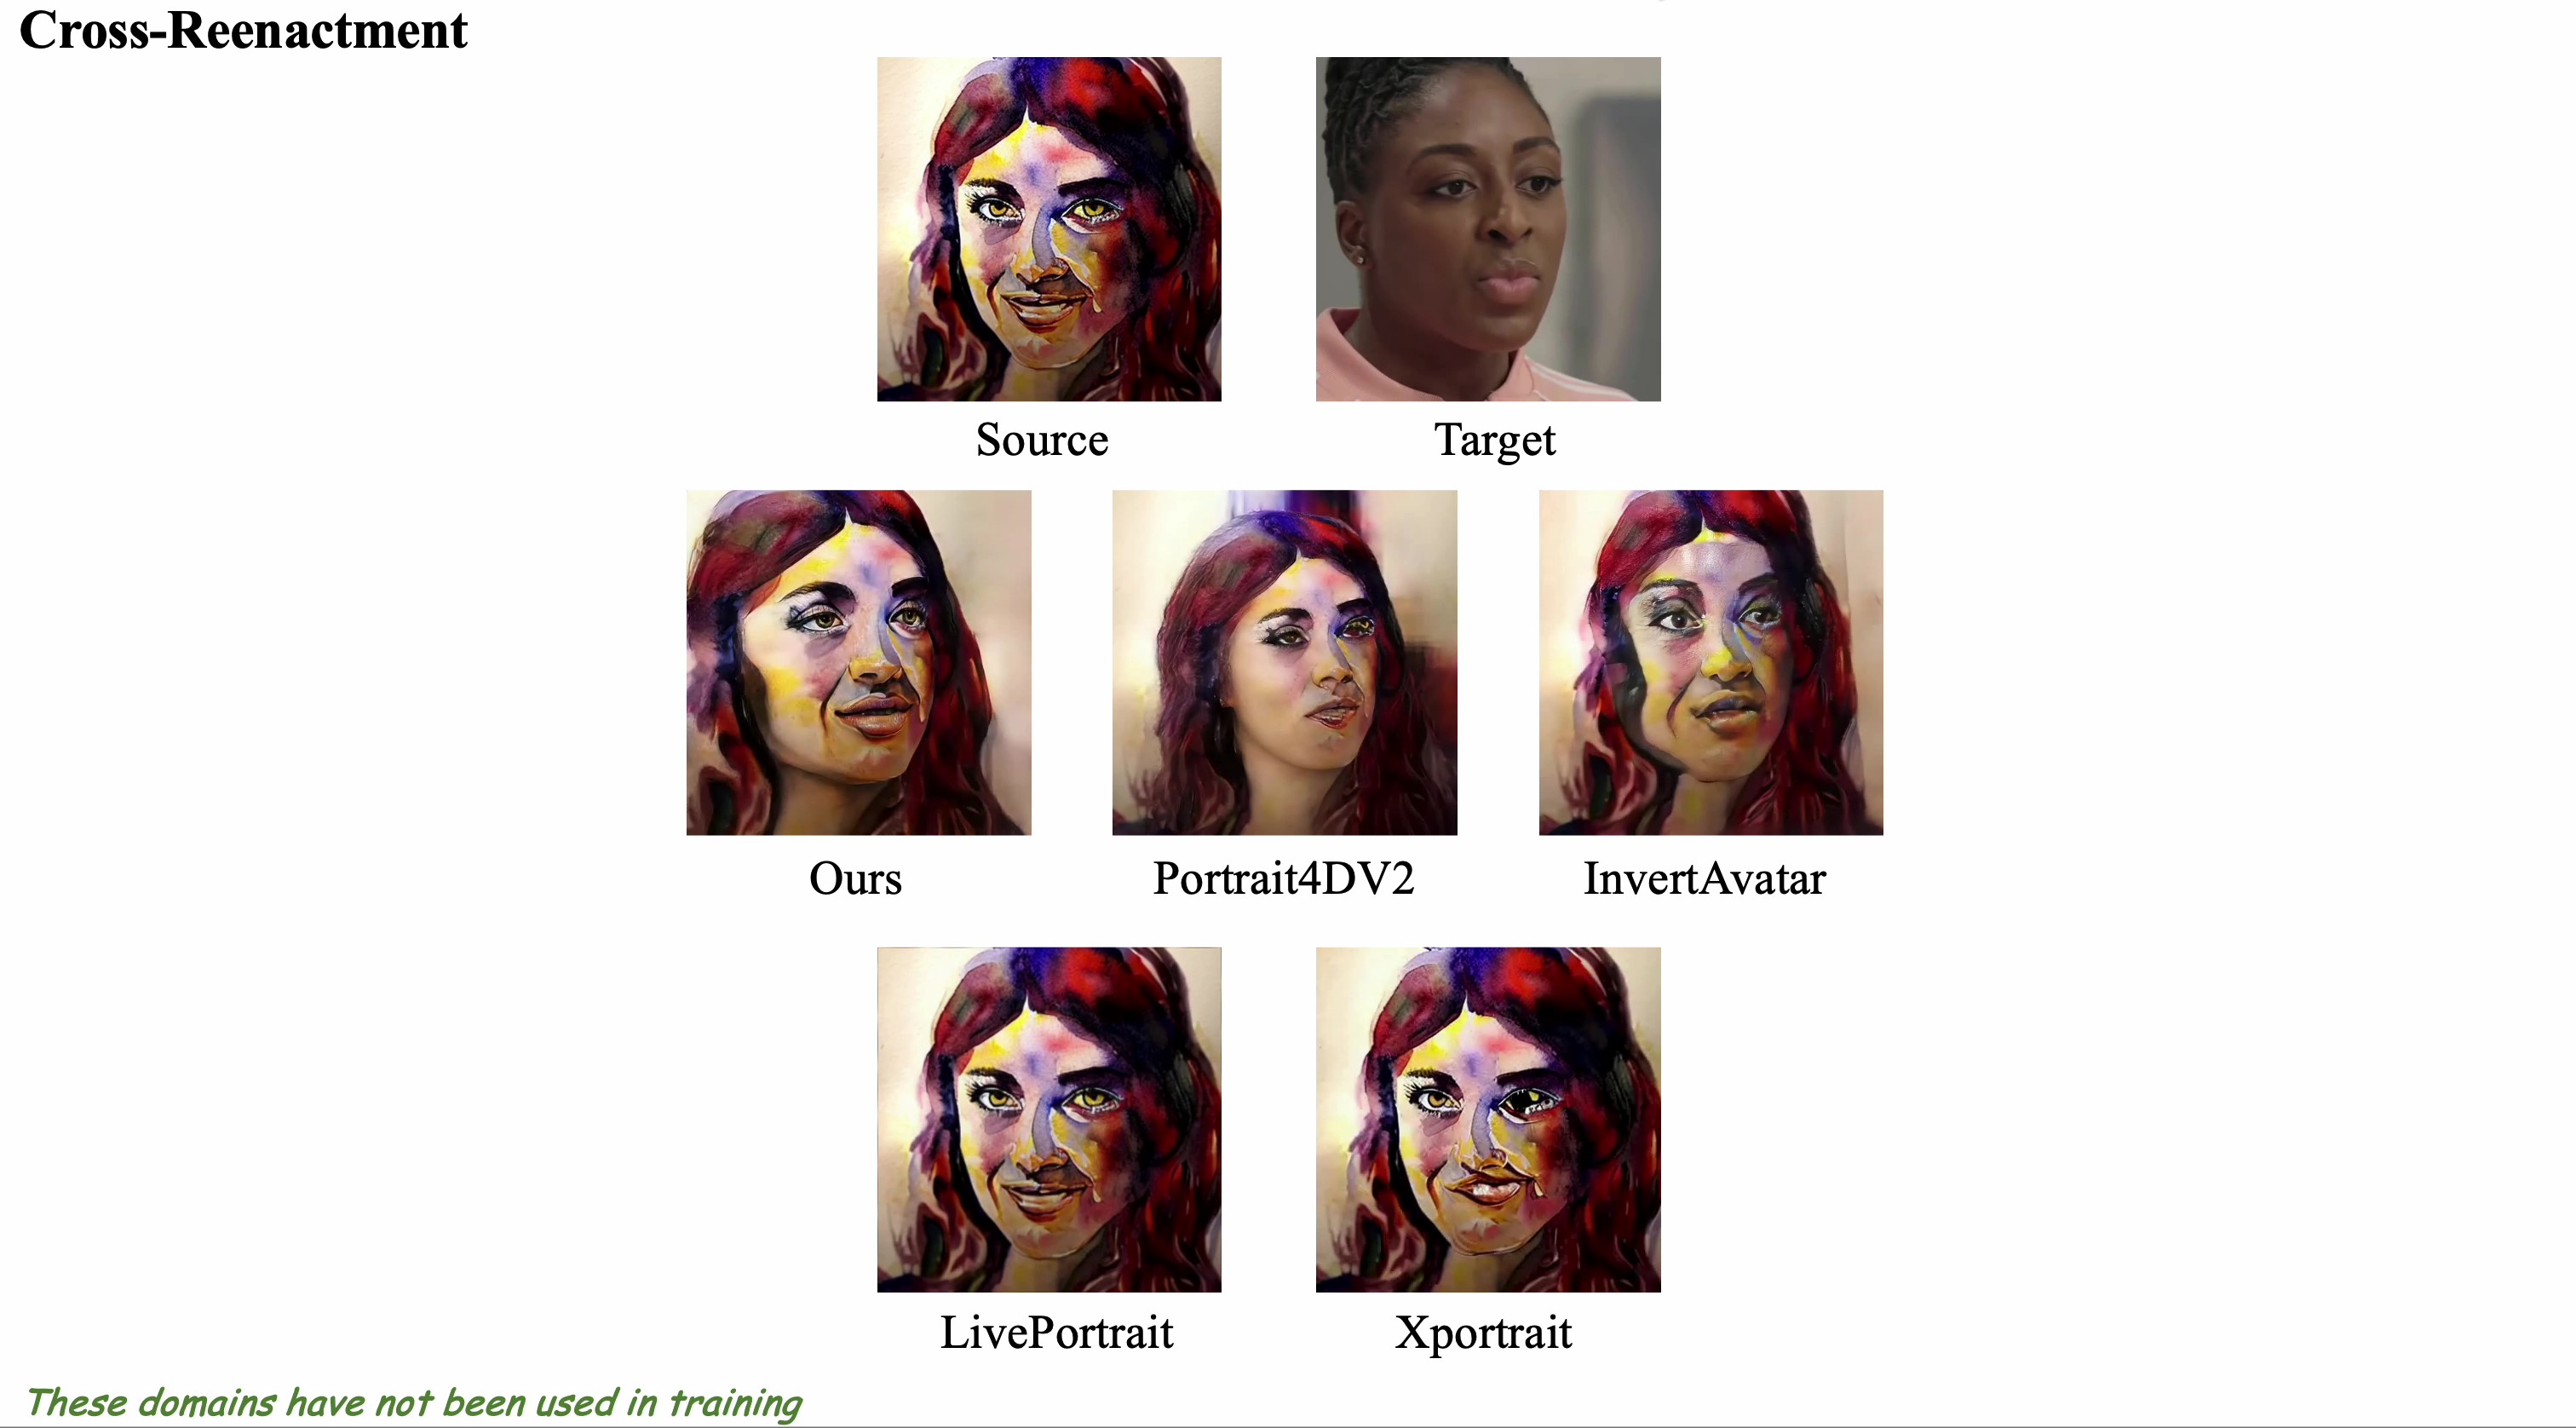 Cross-Reenactment
Source
Target
Ours
Portrait4DV2
InvertAvatar
LivePortrait
Xportrait
These domains have not been used in training